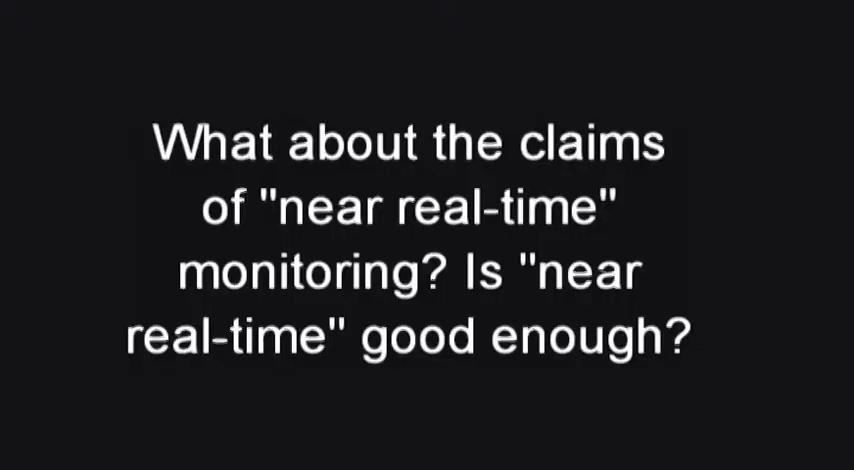 What about the claims
of "near real-time"
monitoring? Is "near
real-time" good enough?